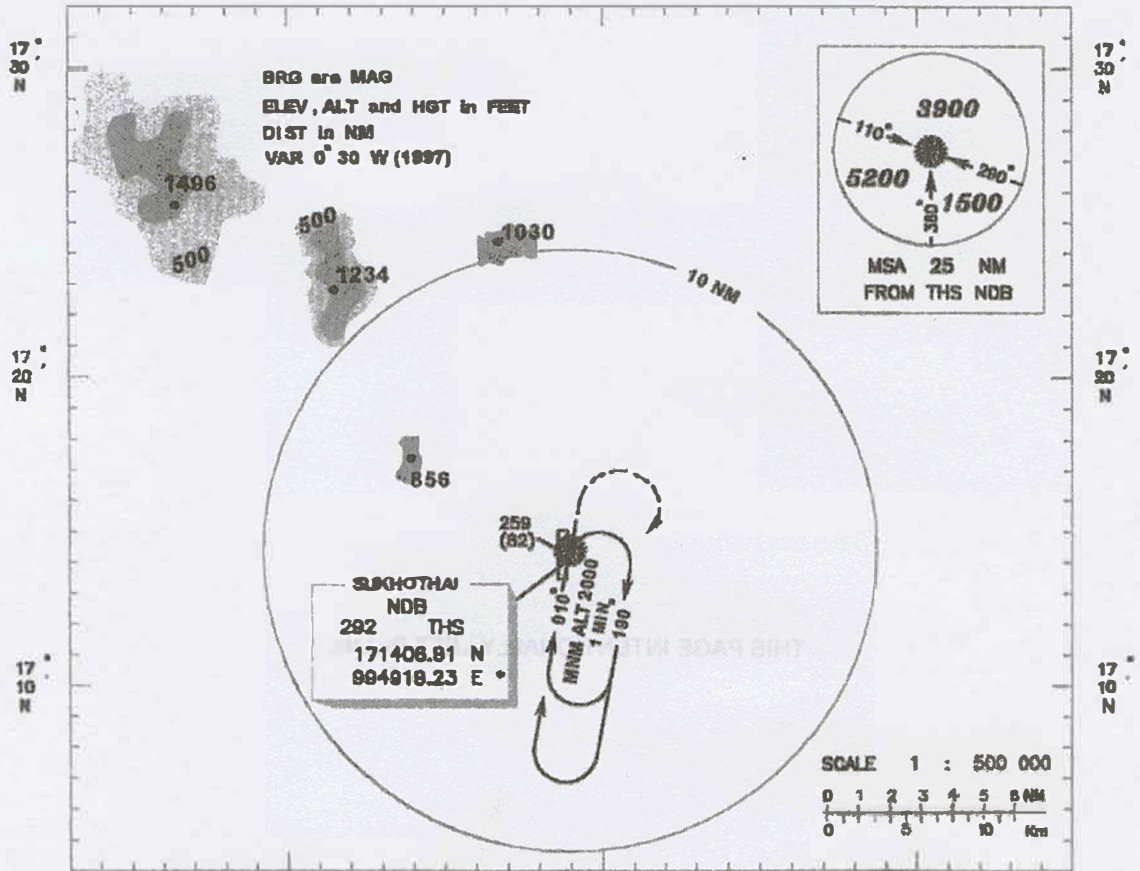 17°
30'
N
17°
30'
N
BRG are MAG
ELEV, ALT and HGT in FEET
DIST in NM
VAR 0° 30 W (1997)
3900
110°
290°
5200
1500
360°
MSA 25 NM
FROM THS NDB
1496
500
500
1234
1030
10 NM
17°
20'
N
17°
20'
N
856
259
(82)
SUKHOTHAI
NDB
292 THS
171406.81 N
994918.23 E
010°
MNM ALT 2000
1 MIN
190°
17°
10'
N
17°
10'
N
SCALE 1 : 500 000
0 1 2 3 4 5 6 NM
0 5 10 Km